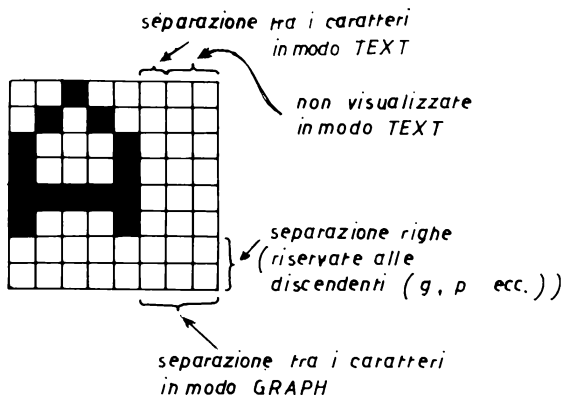 separazione tra i caratteri
in modo TEXT
non visualizzate
in modo TEXT
separazione righe
(riservate alle
discendenti (g, p ecc.))
separazione tra i caratteri
in modo GRAPH